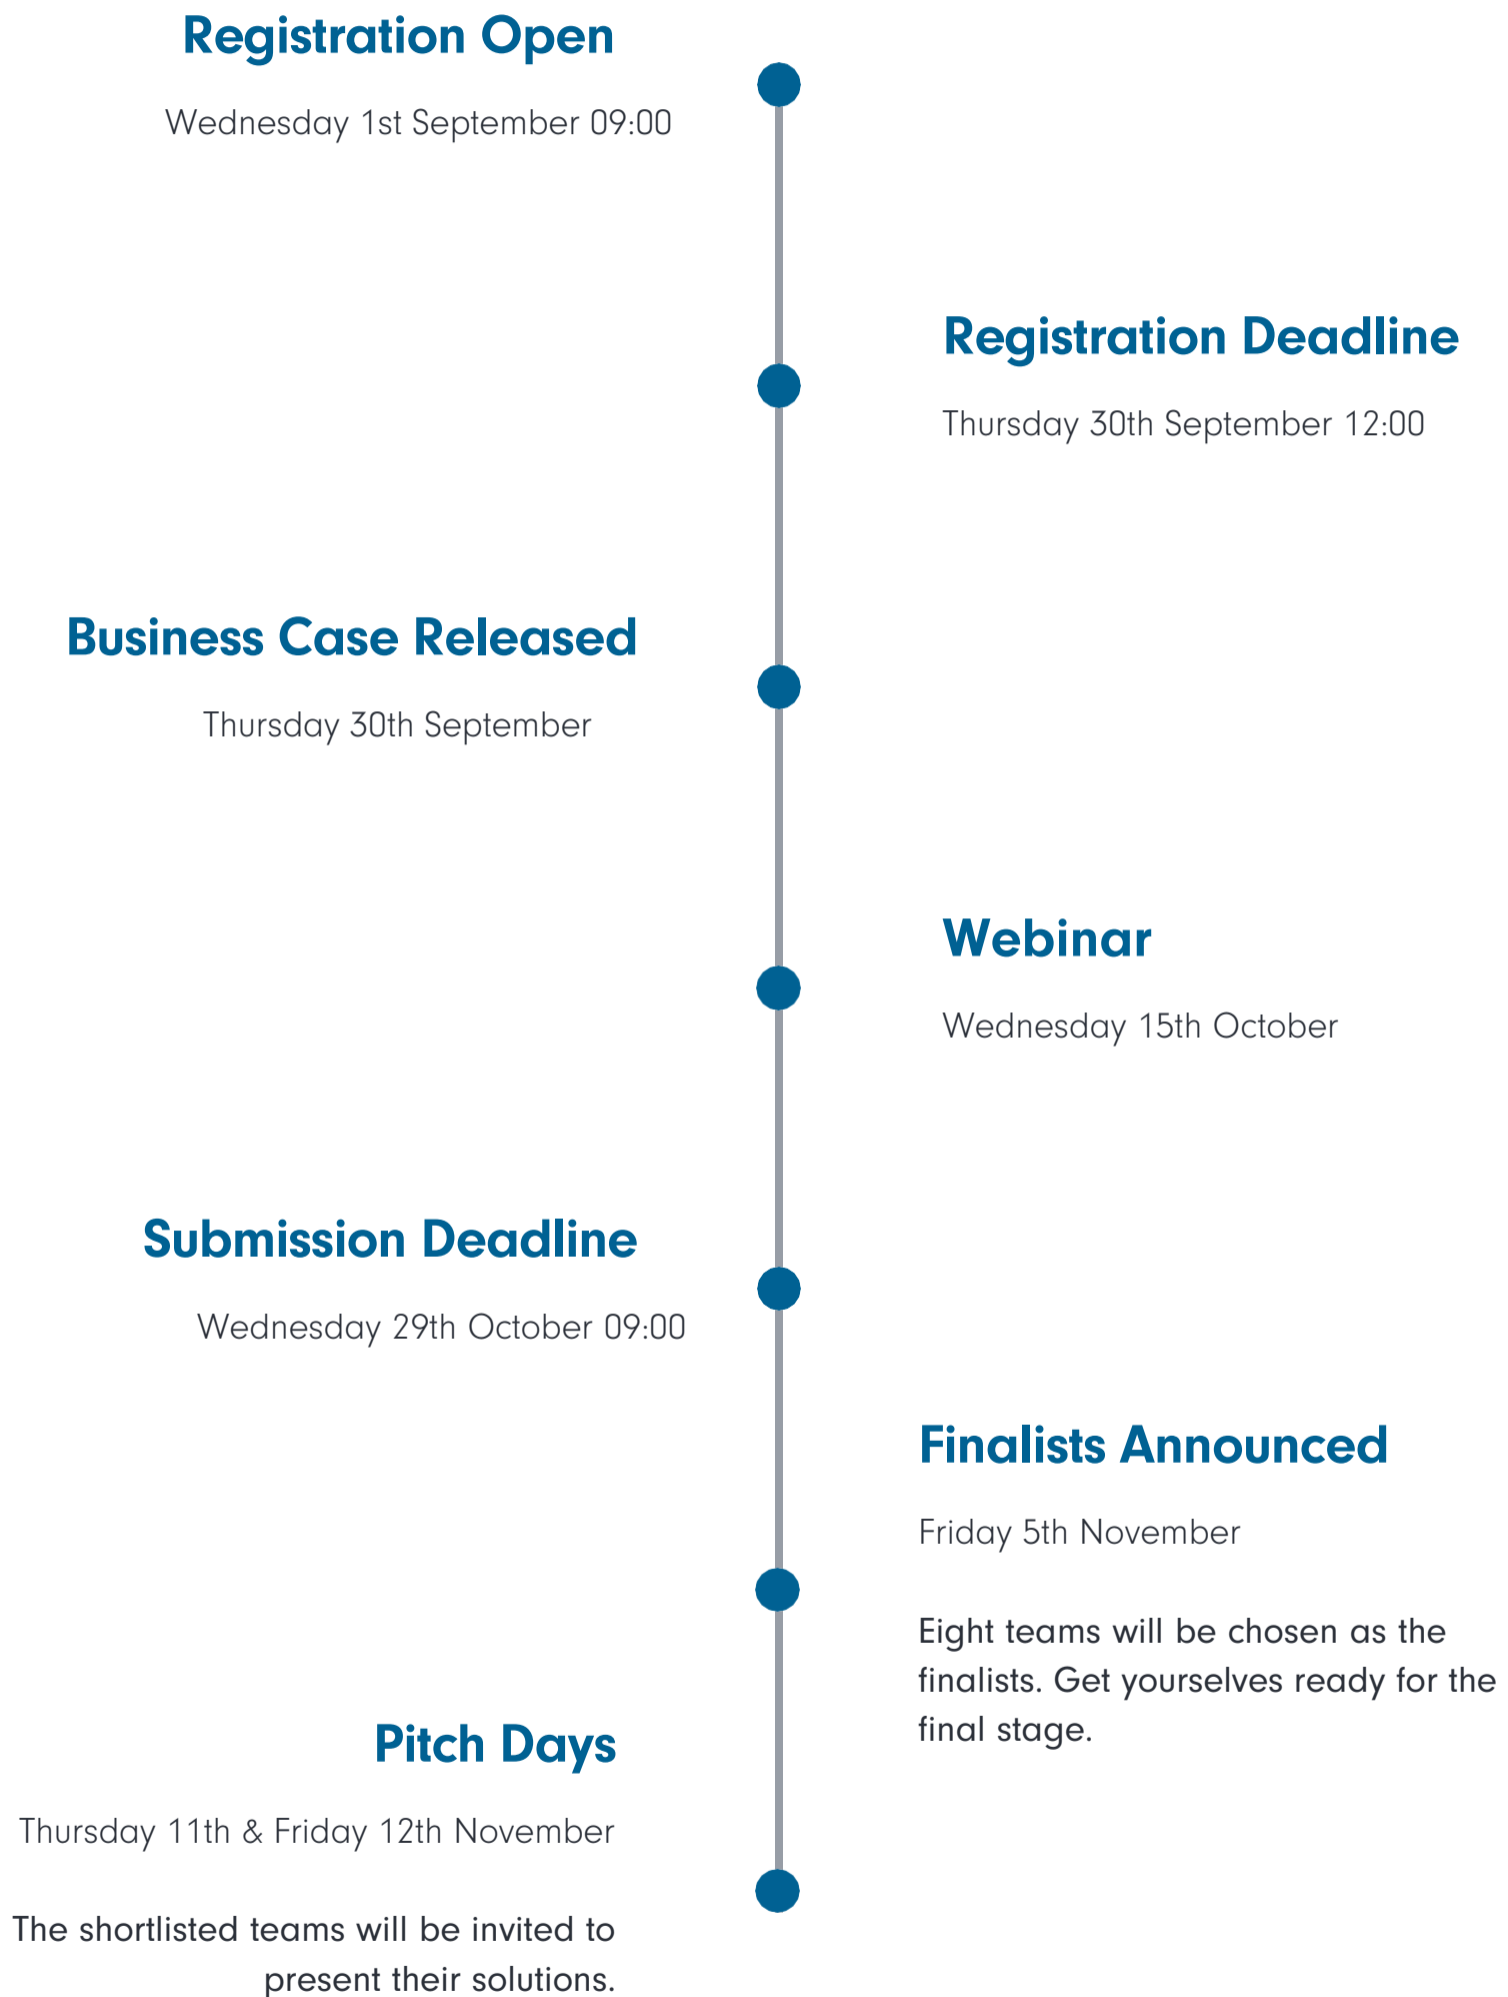 Registration Open
Wednesday 1st September 09:00
Registration Deadline
Thursday 30th September 12:00
Business Case Released
Thursday 30th September
Webinar
Wednesday 15th October
Submission Deadline
Wednesday 29th October 09:00
Finalists Announced
Friday 5th November
Eight teams will be chosen as the
finalists. Get yourselves ready for the
final stage.
Pitch Days
Thursday 11th & Friday 12th November
The shortlisted teams will be invited to
present their solutions.